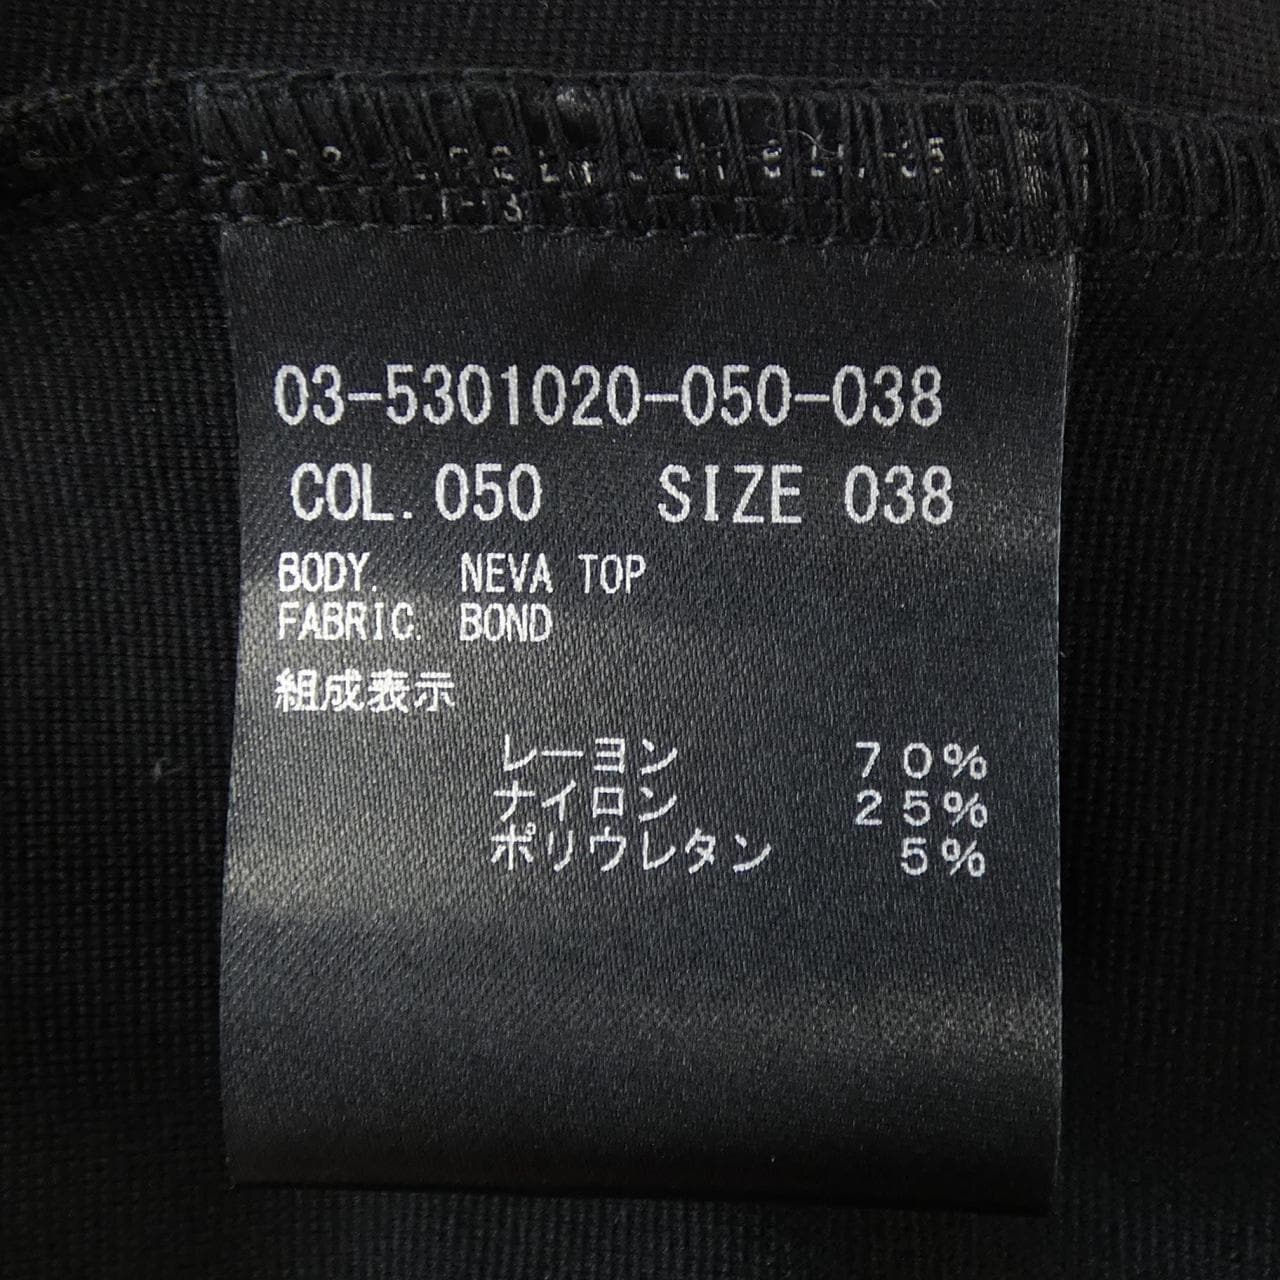 03-5301020-050-038
COL. 050 SIZE 038
BODY. NEVA TOP
FABRIC. BOND
組成表示
レーヨン 70%
ナイロン 25%
ポリウレタン 5%